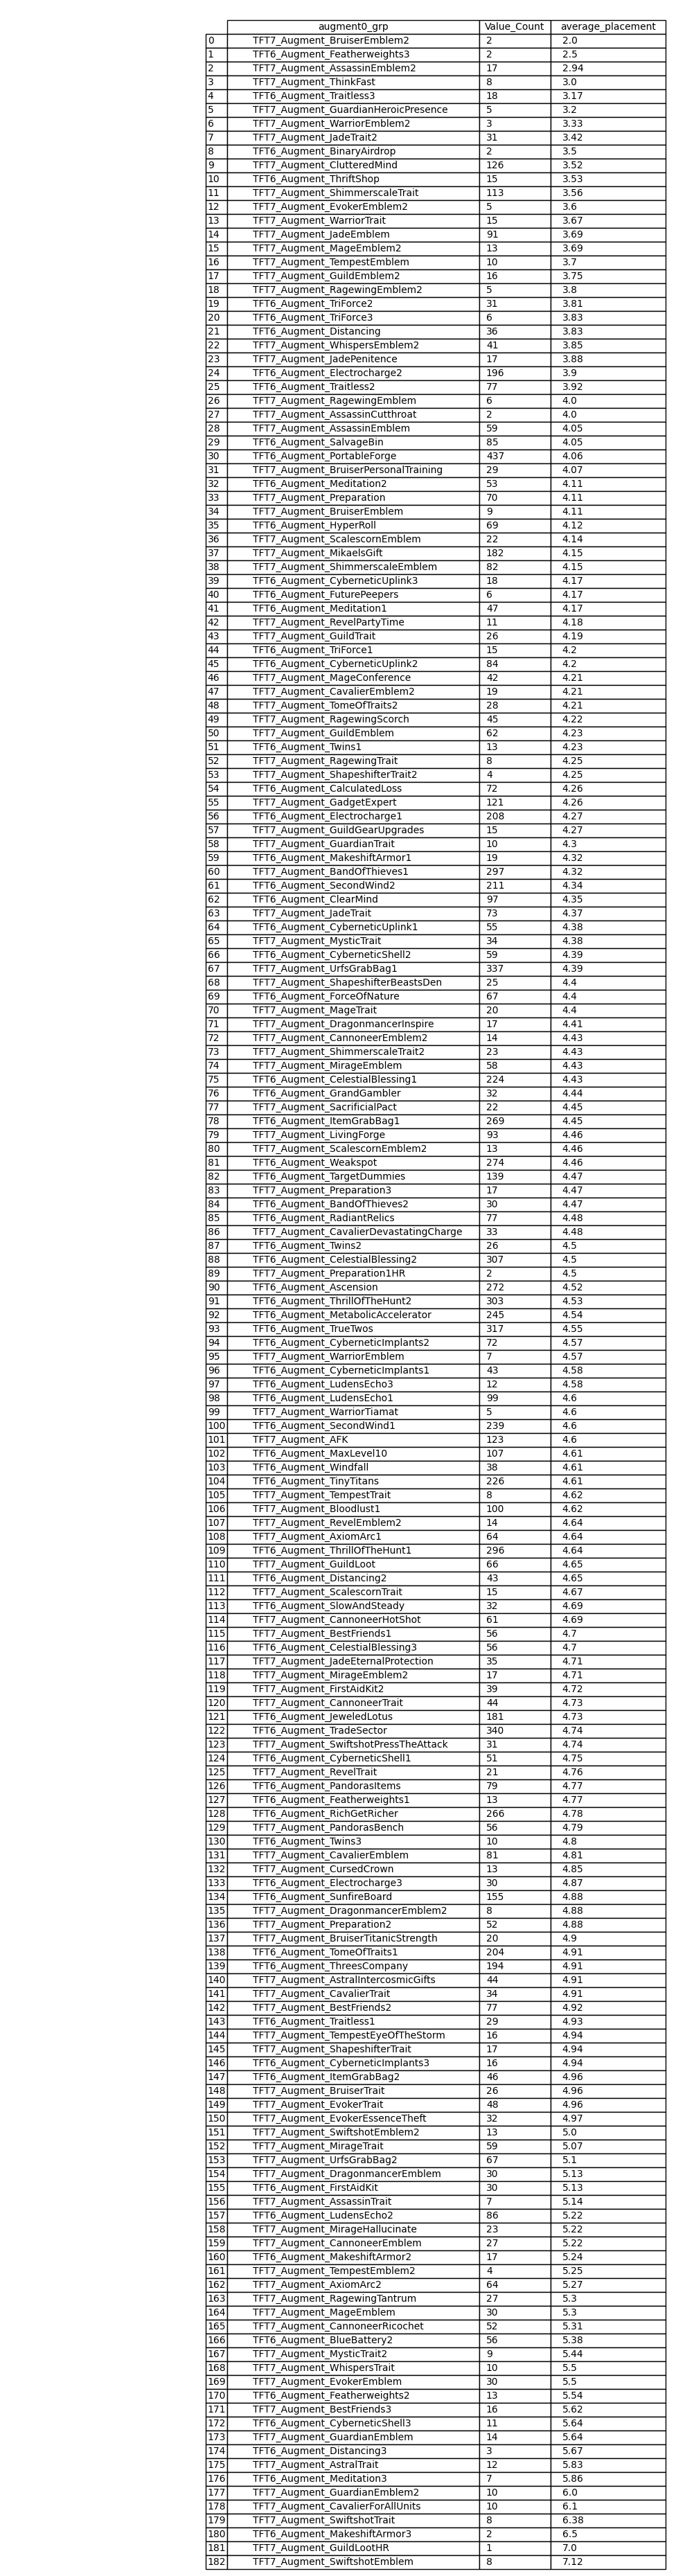 augment0_grp Value_Count average_placement
0 TFT7_Augment_BruiserEmblem2 2 2.0
1 TFT6_Augment_Featherweights3 2 2.5
2 TFT7_Augment_AssassinEmblem2 17 2.94
3 TFT7_Augment_ThinkFast 8 3.0
4 TFT6_Augment_Traitless3 18 3.17
5 TFT7_Augment_GuardianHeroicPresence 5 3.2
6 TFT7_Augment_WarriorEmblem2 3 3.33
7 TFT7_Augment_JadeTrait2 31 3.42
8 TFT6_Augment_BinaryAirdrop 2 3.5
9 TFT7_Augment_ClutteredMind 126 3.52
10 TFT6_Augment_ThriftShop 15 3.53
11 TFT7_Augment_ShimmerscaleTrait 113 3.56
12 TFT7_Augment_EvokerEmblem2 5 3.6
13 TFT7_Augment_WarriorTrait 15 3.67
14 TFT7_Augment_JadeEmblem 91 3.69
15 TFT7_Augment_MageEmblem2 13 3.69
16 TFT7_Augment_TempestEmblem 10 3.7
17 TFT7_Augment_GuildEmblem2 16 3.75
18 TFT7_Augment_RagewingEmblem2 5 3.8
19 TFT6_Augment_TriForce2 31 3.81
20 TFT6_Augment_TriForce3 6 3.83
21 TFT6_Augment_Distancing 36 3.83
22 TFT7_Augment_WhispersEmblem2 41 3.85
23 TFT7_Augment_JadePenitence 17 3.88
24 TFT6_Augment_Electrocharge2 196 3.9
25 TFT6_Augment_Traitless2 77 3.92
26 TFT7_Augment_RagewingEmblem 6 4.0
27 TFT7_Augment_AssassinCutthroat 2 4.0
28 TFT7_Augment_AssassinEmblem 59 4.05
29 TFT6_Augment_SalvageBin 85 4.05
30 TFT6_Augment_PortableForge 437 4.06
31 TFT7_Augment_BruiserPersonalTraining 29 4.07
32 TFT6_Augment_Meditation2 53 4.11
33 TFT7_Augment_Preparation 70 4.11
34 TFT7_Augment_BruiserEmblem 9 4.11
35 TFT6_Augment_HyperRoll 69 4.12
36 TFT7_Augment_ScalescornEmblem 22 4.14
37 TFT7_Augment_MikaelsGift 182 4.15
38 TFT7_Augment_ShimmerscaleEmblem 82 4.15
39 TFT6_Augment_CyberneticUplink3 18 4.17
40 TFT6_Augment_FuturePeepers 6 4.17
41 TFT6_Augment_Meditation1 47 4.17
42 TFT7_Augment_RevelPartyTime 11 4.18
43 TFT7_Augment_GuildTrait 26 4.19
44 TFT6_Augment_TriForce1 15 4.2
45 TFT6_Augment_CyberneticUplink2 84 4.2
46 TFT7_Augment_MageConference 42 4.21
47 TFT7_Augment_CavalierEmblem2 19 4.21
48 TFT7_Augment_TomeOfTraits2 28 4.21
49 TFT7_Augment_RagewingScorch 45 4.22
50 TFT7_Augment_GuildEmblem 62 4.23
51 TFT6_Augment_Twins1 13 4.23
52 TFT7_Augment_RagewingTrait 8 4.25
53 TFT7_Augment_ShapeshifterTrait2 4 4.25
54 TFT6_Augment_CalculatedLoss 72 4.26
55 TFT7_Augment_GadgetExpert 121 4.26
56 TFT6_Augment_Electrocharge1 208 4.27
57 TFT7_Augment_GuildGearUpgrades 15 4.27
58 TFT7_Augment_GuardianTrait 10 4.3
59 TFT6_Augment_MakeshiftArmor1 19 4.32
60 TFT7_Augment_BandOfThieves1 297 4.32
61 TFT6_Augment_SecondWind2 211 4.34
62 TFT6_Augment_ClearMind 97 4.35
63 TFT7_Augment_JadeTrait 73 4.37
64 TFT6_Augment_CyberneticUplink1 55 4.38
65 TFT7_Augment_MysticTrait 34 4.38
66 TFT6_Augment_CyberneticShell2 59 4.39
67 TFT7_Augment_UrfsGrabBag1 337 4.39
68 TFT7_Augment_ShapeshifterBeastsDen 25 4.4
69 TFT6_Augment_ForceOfNature 67 4.4
70 TFT7_Augment_MageTrait 20 4.4
71 TFT7_Augment_DragonmancerInspire 17 4.41
72 TFT7_Augment_CannoneerEmblem2 14 4.43
73 TFT7_Augment_ShimmerscaleTrait2 23 4.43
74 TFT7_Augment_MirageEmblem 58 4.43
75 TFT6_Augment_CelestialBlessing1 224 4.43
76 TFT6_Augment_GrandGambler 32 4.44
77 TFT7_Augment_SacrificialPact 22 4.45
78 TFT6_Augment_ItemGrabBag1 269 4.45
79 TFT7_Augment_LivingForge 93 4.46
80 TFT7_Augment_ScalescornEmblem2 13 4.46
81 TFT6_Augment_Weakspot 274 4.46
82 TFT6_Augment_TargetDummies 139 4.47
83 TFT7_Augment_Preparation3 17 4.47
84 TFT6_Augment_BandOfThieves2 30 4.47
85 TFT6_Augment_RadiantRelics 77 4.48
86 TFT7_Augment_CavalierDevastatingCharge 33 4.48
87 TFT6_Augment_Twins2 26 4.5
88 TFT6_Augment_CelestialBlessing2 307 4.5
89 TFT7_Augment_Preparation1HR 2 4.5
90 TFT6_Augment_Ascension 272 4.52
91 TFT6_Augment_ThrillOfTheHunt2 303 4.53
92 TFT6_Augment_MetabolicAccelerator 245 4.54
93 TFT6_Augment_TrueTwos 317 4.55
94 TFT6_Augment_CyberneticImplants2 72 4.57
95 TFT7_Augment_WarriorEmblem 7 4.57
96 TFT6_Augment_CyberneticImplants1 43 4.58
97 TFT6_Augment_LudensEcho3 12 4.58
98 TFT6_Augment_LudensEcho1 99 4.6
99 TFT7_Augment_WarriorTiamat 5 4.6
100 TFT6_Augment_SecondWind1 239 4.6
101 TFT7_Augment_AFK 123 4.6
102 TFT6_Augment_MaxLevel10 107 4.61
103 TFT6_Augment_Windfall 38 4.61
104 TFT6_Augment_TinyTitans 226 4.61
105 TFT7_Augment_TempestTrait 8 4.62
106 TFT7_Augment_Bloodlust1 100 4.62
107 TFT7_Augment_RevelEmblem2 14 4.64
108 TFT7_Augment_AxiomArc1 64 4.64
109 TFT6_Augment_ThrillOfTheHunt1 296 4.64
110 TFT7_Augment_GuildLoot 66 4.65
111 TFT6_Augment_Distancing2 43 4.65
112 TFT7_Augment_ScalescornTrait 15 4.67
113 TFT6_Augment_SlowAndSteady 32 4.69
114 TFT7_Augment_CannoneerHotShot 61 4.69
115 TFT7_Augment_BestFriends1 56 4.7
116 TFT6_Augment_CelestialBlessing3 56 4.7
117 TFT7_Augment_JadeEternalProtection 35 4.71
118 TFT7_Augment_MirageEmblem2 17 4.71
119 TFT7_Augment_FirstAidKit2 39 4.72
120 TFT7_Augment_CannoneerTrait 44 4.73
121 TFT6_Augment_JeweledLotus 181 4.73
122 TFT6_Augment_TradeSector 340 4.74
123 TFT7_Augment_SwiftshotPressTheAttack 31 4.74
124 TFT6_Augment_CyberneticShell1 51 4.75
125 TFT7_Augment_RevelTrait 21 4.76
126 TFT6_Augment_PandorasItems 79 4.77
127 TFT6_Augment_Featherweights1 13 4.77
128 TFT6_Augment_RichGetRicher 266 4.78
129 TFT7_Augment_PandorasBench 56 4.79
130 TFT6_Augment_Twins3 10 4.8
131 TFT7_Augment_CavalierEmblem 81 4.81
132 TFT7_Augment_CursedCrown 13 4.85
133 TFT6_Augment_Electrocharge3 30 4.87
134 TFT6_Augment_SunfireBoard 155 4.88
135 TFT7_Augment_DragonmancerEmblem2 8 4.88
136 TFT7_Augment_Preparation2 52 4.88
137 TFT7_Augment_BruiserTitanicStrength 20 4.9
138 TFT6_Augment_TomeOfTraits1 204 4.91
139 TFT6_Augment_ThreesCompany 194 4.91
140 TFT7_Augment_AstralIntercosmicGifts 44 4.91
141 TFT7_Augment_CavalierTrait 34 4.91
142 TFT7_Augment_BestFriends2 77 4.92
143 TFT6_Augment_Traitless1 29 4.93
144 TFT7_Augment_TempestEyeOfTheStorm 16 4.94
145 TFT7_Augment_ShapeshifterTrait 17 4.94
146 TFT6_Augment_CyberneticImplants3 16 4.94
147 TFT6_Augment_ItemGrabBag2 46 4.96
148 TFT7_Augment_BruiserTrait 26 4.96
149 TFT7_Augment_EvokerTrait 48 4.96
150 TFT7_Augment_EvokerEssenceTheft 32 4.97
151 TFT7_Augment_SwiftshotEmblem2 13 5.0
152 TFT7_Augment_MirageTrait 59 5.07
153 TFT7_Augment_UrfsGrabBag2 67 5.1
154 TFT7_Augment_DragonmancerEmblem 30 5.13
155 TFT6_Augment_FirstAidKit 30 5.13
156 TFT7_Augment_AssassinTrait 7 5.14
157 TFT6_Augment_LudensEcho2 86 5.22
158 TFT7_Augment_MirageHallucinate 23 5.22
159 TFT7_Augment_CannoneerEmblem 27 5.22
160 TFT6_Augment_MakeshiftArmor2 17 5.24
161 TFT7_Augment_TempestEmblem2 4 5.25
162 TFT7_Augment_AxiomArc2 64 5.27
163 TFT7_Augment_RagewingTantrum 27 5.3
164 TFT7_Augment_MageEmblem 30 5.3
165 TFT7_Augment_CannoneerRicochet 52 5.31
166 TFT6_Augment_BlueBattery2 56 5.38
167 TFT7_Augment_MysticTrait2 9 5.44
168 TFT7_Augment_WhispersTrait 10 5.5
169 TFT7_Augment_EvokerEmblem 30 5.5
170 TFT6_Augment_Featherweights2 13 5.54
171 TFT7_Augment_BestFriends3 16 5.62
172 TFT6_Augment_CyberneticShell3 11 5.64
173 TFT7_Augment_GuardianEmblem 14 5.64
174 TFT6_Augment_Distancing3 3 5.67
175 TFT7_Augment_AstralTrait 12 5.83
176 TFT6_Augment_Meditation3 7 5.86
177 TFT7_Augment_GuardianEmblem2 10 6.0
178 TFT7_Augment_CavalierForAllUnits 10 6.1
179 TFT7_Augment_SwiftshotTrait 8 6.38
180 TFT6_Augment_MakeshiftArmor3 2 6.5
181 TFT7_Augment_GuildLootHR 1 7.0
182 TFT7_Augment_SwiftshotEmblem 8 7.12